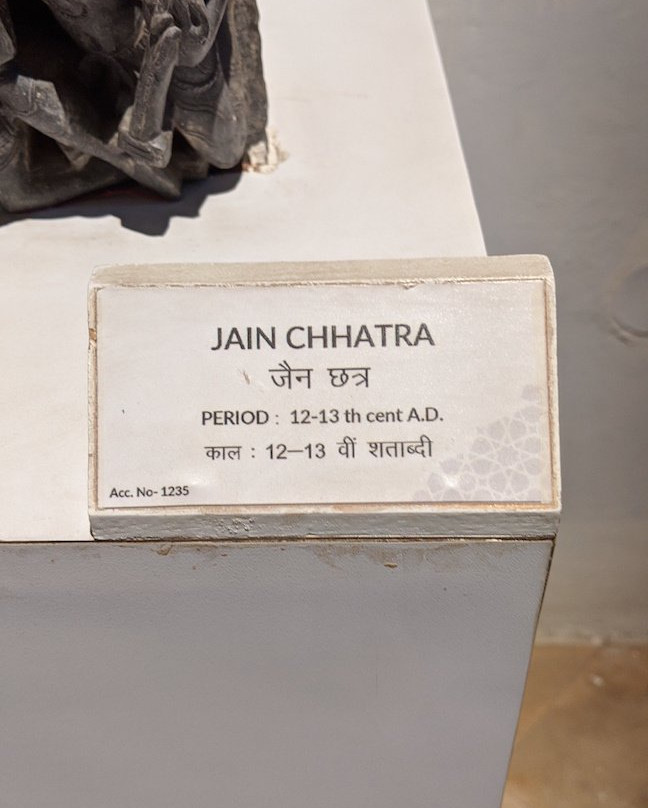 JAIN CHHATRA
जैन छत्र
PERIOD : 12-13 th cent A.D.
काल : 12–13 वीं शताब्दी
Acc. No- 1235